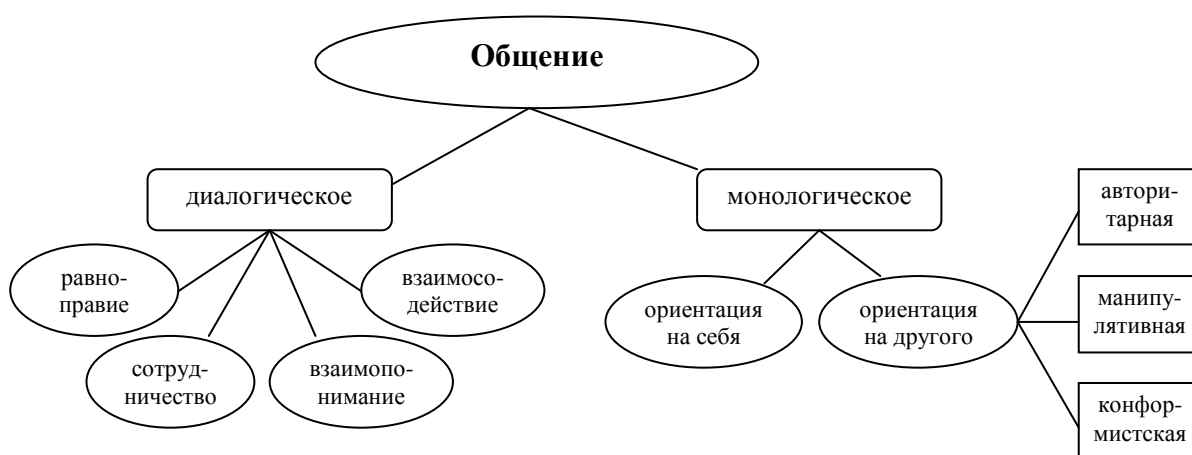 Общение
диалогическое
монологическое
равно-
правие
сотруд-
ничество
взаимопо-
нимание
взаимосо-
действие
ориентация
на себя
ориентация
на другого
автори-
тарная
манипу-
лятивная
конфор-
мистская